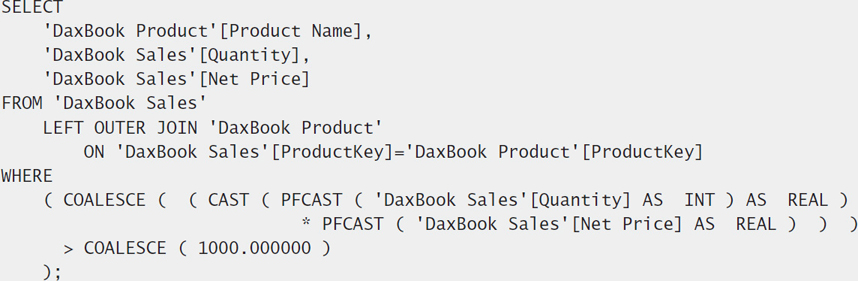 SELECT
    'DaxBook Product'[Product Name],
    'DaxBook Sales'[Quantity],
    'DaxBook Sales'[Net Price]
FROM 'DaxBook Sales'
    LEFT OUTER JOIN 'DaxBook Product'
        ON 'DaxBook Sales'[ProductKey]='DaxBook Product'[ProductKey]
WHERE
    ( COALESCE (  ( CAST ( PFCAST ( 'DaxBook Sales'[Quantity] AS  INT ) AS  REAL )
                           * PFCAST ( 'DaxBook Sales'[Net Price] AS  REAL )  )  )
      > COALESCE ( 1000.000000 )
    );